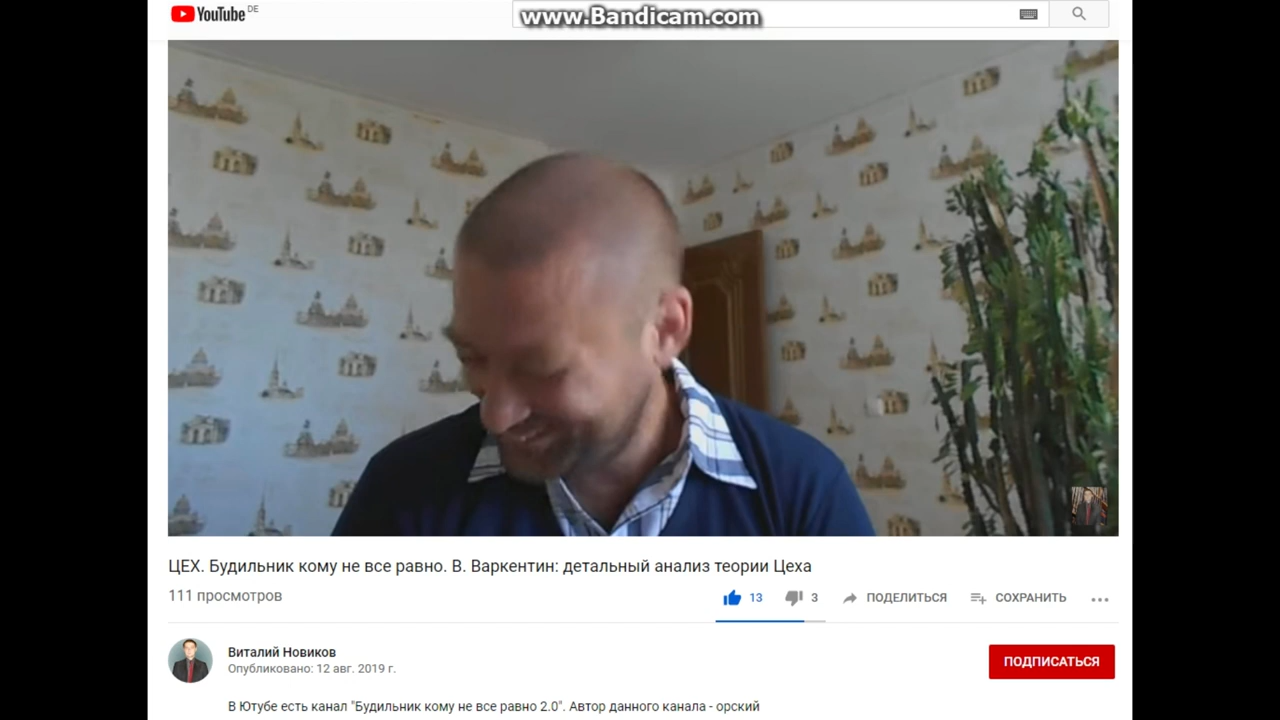 YouTube DE
www.Bandicam.com
ЦЕХ. Будильник кому не все равно. В. Варкентин: детальный анализ теории Цеха
111 просмотров
13
3
ПОДЕЛИТЬСЯ
СОХРАНИТЬ
Виталий Новиков
Опубликовано: 12 авг. 2019 г.
ПОДПИСАТЬСЯ
В Ютубе есть канал "Будильник кому не все равно 2.0". Автор данного канала - орский